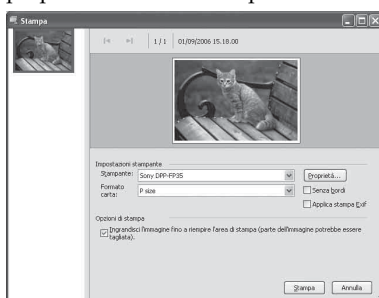 Stampa
1 / 1 01/09/2006 15.18.00
Impostazioni stampante
Stampante: Sony DPP-FP35 Proprietà...
Formato carta: P size Senza bordi
Applica stampa Exif
Opzioni di stampa
Ingrandisci l'immagine fino a riempire l'area di stampa (parte dell'immagine potrebbe essere
tagliata).
Stampa Annulla